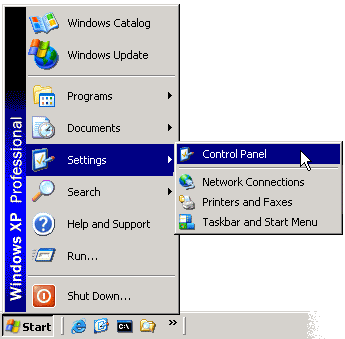 Windows Catalog
Windows Update
Programs
Documents
Settings
Control Panel
Network Connections
Printers and Faxes
Taskbar and Start Menu
Search
Help and Support
Run...
Shut Down...
Windows XP Professional
Start
C:\
»